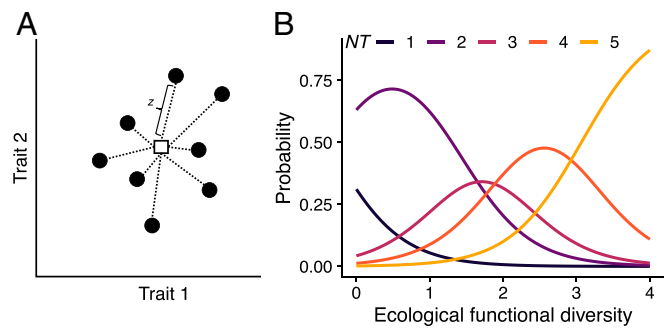 A
z
Trait 2
Trait 1
B
NT 1 2 3 4 5
Probability
0.75
0.50
0.25
0.00
0 1 2 3 4
Ecological functional diversity